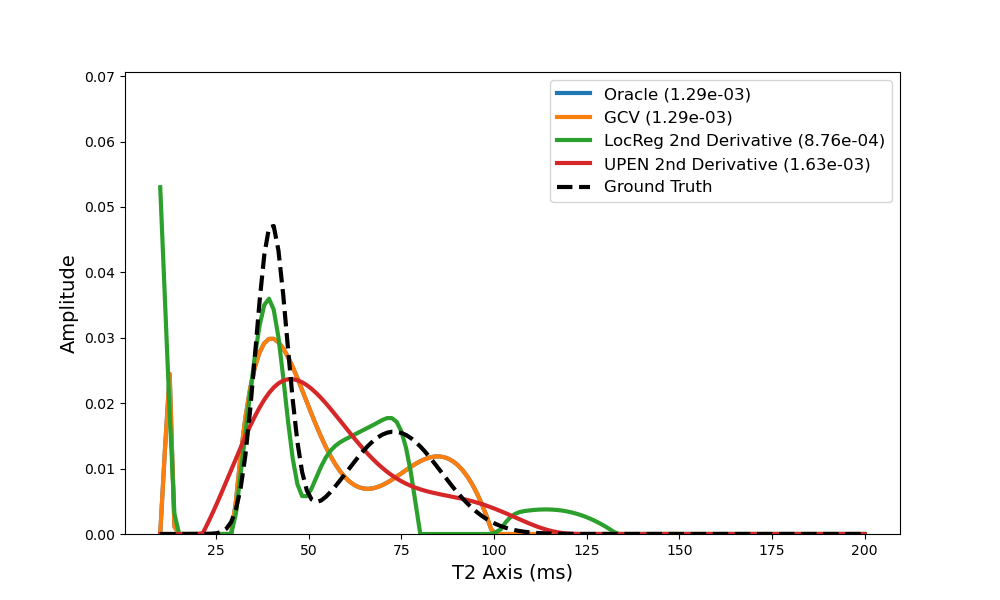 0.07
0.06
0.05
0.04
0.03
0.02
0.01
0.00
Amplitude
Oracle (1.29e-03)
GCV (1.29e-03)
LocReg 2nd Derivative (8.76e-04)
UPEN 2nd Derivative (1.63e-03)
Ground Truth
25 50 75 100 125 150 175 200
T2 Axis (ms)